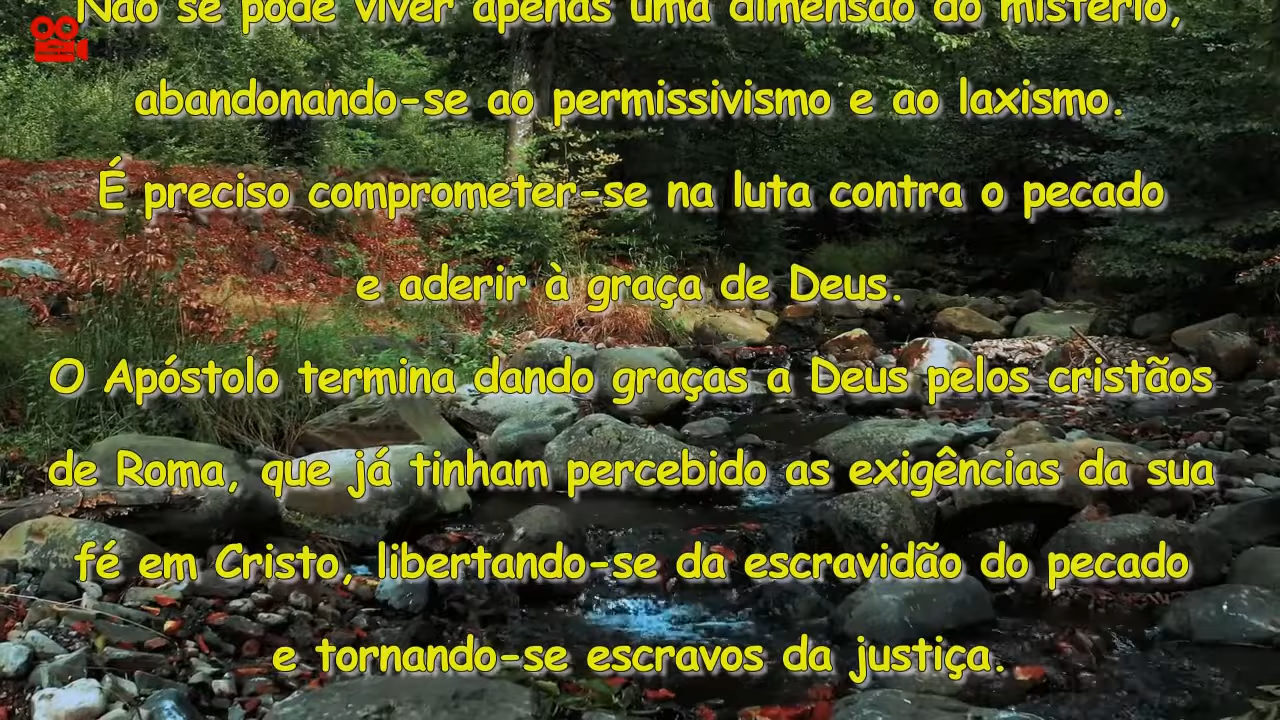 Não se pode viver apenas uma dimensão do mistério,
abandonando-se ao permissivismo e ao laxismo.
É preciso comprometer-se na luta contra o pecado
e aderir à graça de Deus.
O Apóstolo termina dando graças a Deus pelos cristãos
de Roma, que já tinham percebido as exigências da sua
fé em Cristo, libertando-se da escravidão do pecado
e tornando-se escravos da justiça.